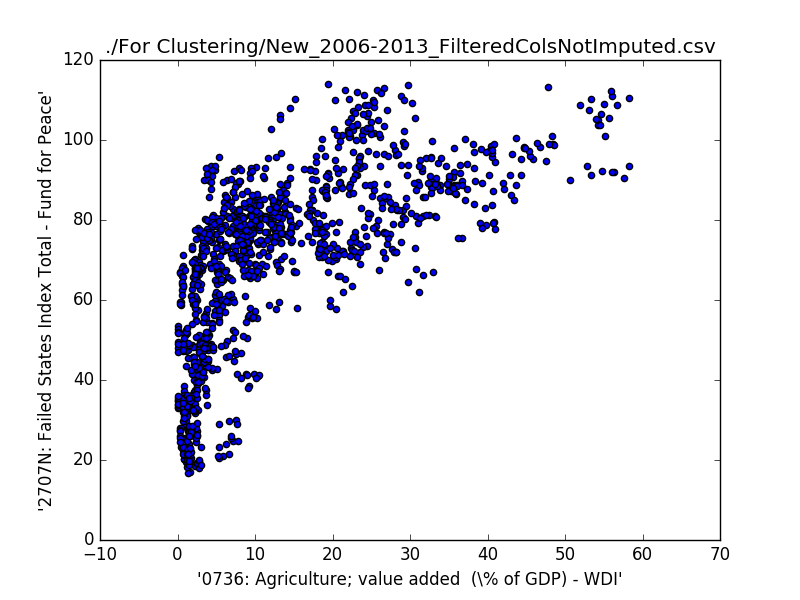 ./For Clustering/New_2006-2013_FilteredColsNotImputed.csv
120
100
80
60
40
20
0
'2707N: Failed States Index Total - Fund for Peace'
−10 0 10 20 30 40 50 60 70
'0736: Agriculture; value added  (\% of GDP) - WDI'